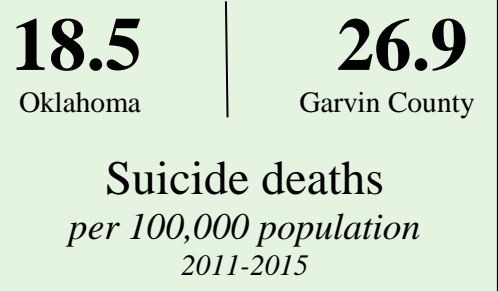 18.5 26.9
Oklahoma Garvin County
Suicide deaths
per 100,000 population
2011-2015